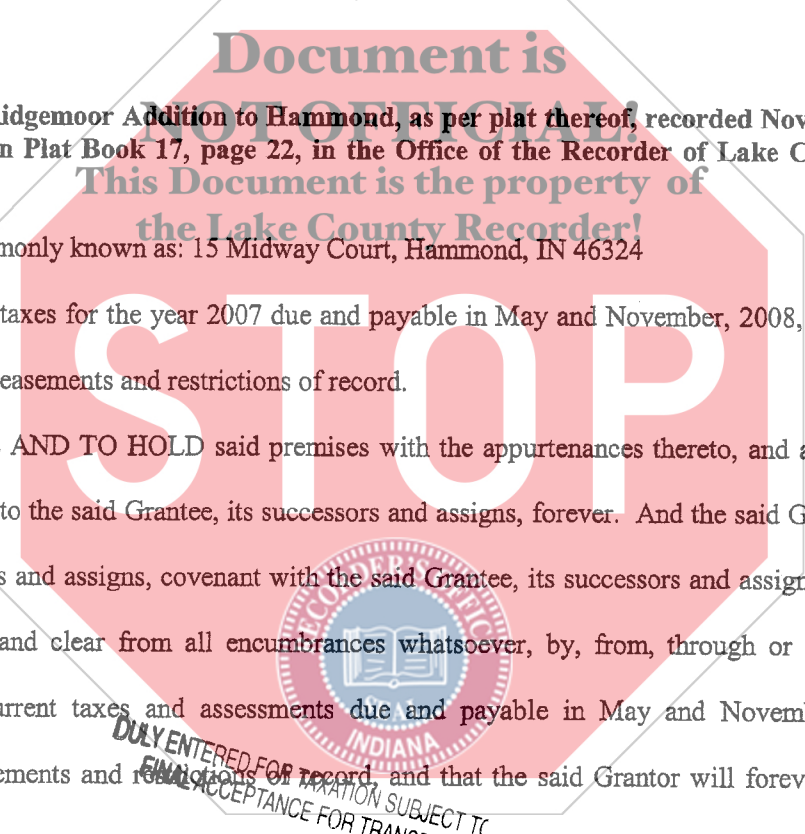 Document is
NOT OFFICIAL!
idgemoor Addition to Hammond, as per plat thereof, recorded Nov
n Plat Book 17, page 22, in the Office of the Recorder of Lake C
This Document is the property of
the Lake County Recorder!
monly known as: 15 Midway Court, Hammond, IN 46324
taxes for the year 2007 due and payable in May and November, 2008,
easements and restrictions of record.
STOP
AND TO HOLD said premises with the appurtenances thereto, and a
to the said Grantee, its successors and assigns, forever. And the said G
s and assigns, covenant with the said Grantee, its successors and assign
RECORDER'S OFFICE
and clear from all encumbrances whatsoever, by, from, through or
SEAL
urrent taxes and assessments due and payable in May and Novem
INDIANA
ements and restrictions of record, and that the said Grantor will forev
DULY ENTERED FOR TAXATION SUBJECT TO
FINAL ACCEPTANCE FOR TRANS